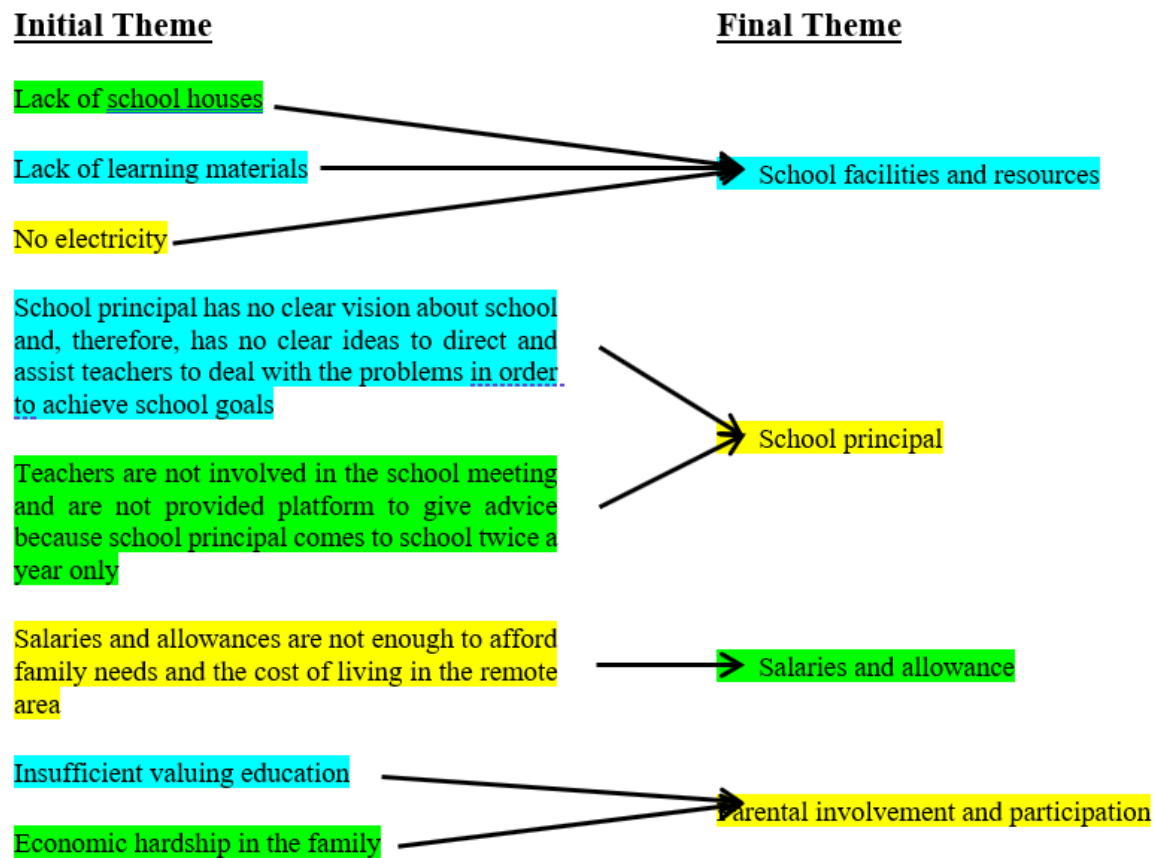 Initial Theme
Final Theme
Lack of school houses
Lack of learning materials
School facilities and resources
No electricity
School principal has no clear vision about school
and, therefore, has no clear ideas to direct and
assist teachers to deal with the problems in order
to achieve school goals
School principal
Teachers are not involved in the school meeting
and are not provided platform to give advice
because school principal comes to school twice a
year only
Salaries and allowances are not enough to afford
family needs and the cost of living in the remote
area
Salaries and allowance
Insufficient valuing education
Parental involvement and participation
Economic hardship in the family